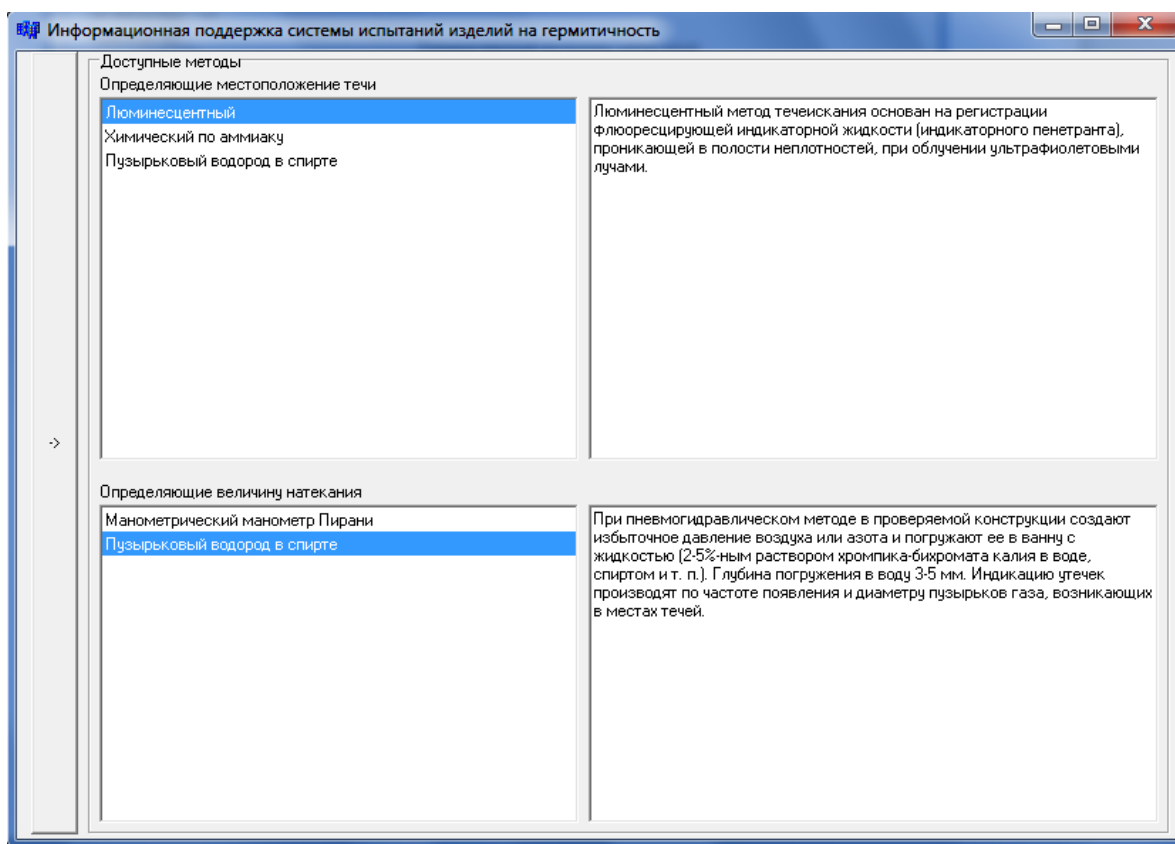 Информационная поддержка системы испытаний изделий на гермитичность
Доступные методы
Определяющие местоположение течи
Люминесцентный
Химический по аммиаку
Пузырьковый водород в спирте
Люминесцентный метод течеискания основан на регистрации
флюоресцирующей индикаторной жидкости (индикаторного пенетранта),
проникающей в полости неплотностей, при облучении ультрафиолетовыми
лучами.
->
Определяющие величину натекания
Манометрический манометр Пирани
Пузырьковый водород в спирте
При пневмогидравлическом методе в проверяемой конструкции создают
избыточное давление воздуха или азота и погружают ее в ванну с
жидкостью (2-5%-ным раствором хромпика-бихромата калия в воде,
спиртом и т. п.). Глубина погружения в воду 3-5 мм. Индикацию утечек
производят по частоте появления и диаметру пузырьков газа, возникающих
в местах течей.